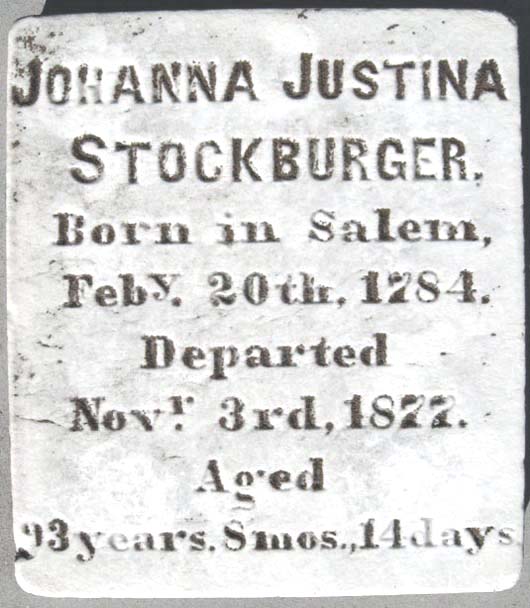 JOHANNA JUSTINA
STOCKBURGER.
Born in Salem,
Feby. 20th, 1784.
Departed
Novr. 3rd, 1877.
Aged
93 years, 8 mos., 14 days